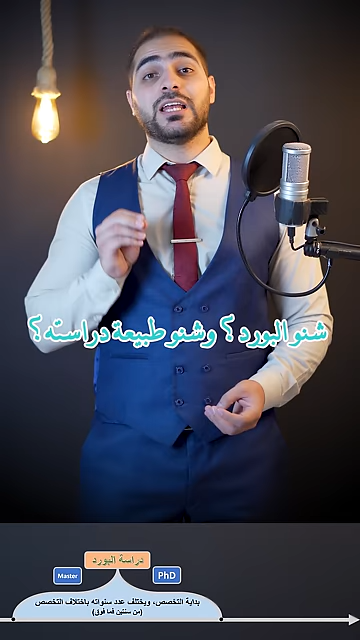 شنو البورد؟ وشنو طبيعة دراسته؟
دراسة البورد
Master
PhD
بداية التخصص، ويختلف عدد سنواته باختلاف التخصص
(من سنتين فما فوق)